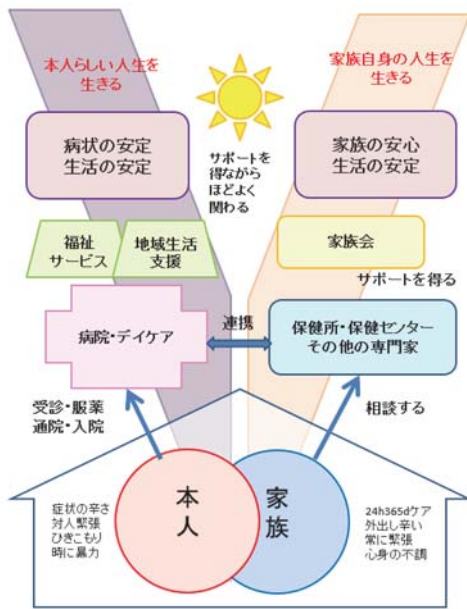 本人らしい人生を
生きる
家族自身の人生を
生きる
病状の安定
生活の安定
サポートを
得ながら
ほどよく
関わる
家族の安心
生活の安定
福祉
サービス
地域生活
支援
家族会
サポートを得る
病院・デイケア
連携
保健所・保健センター
その他の専門家
受診・服薬
通院・入院
相談する
本人
家族
症状の辛さ
対人緊張
ひきこもり
時に暴力
24h365dケア
外出し辛い
常に緊張
心身の不調